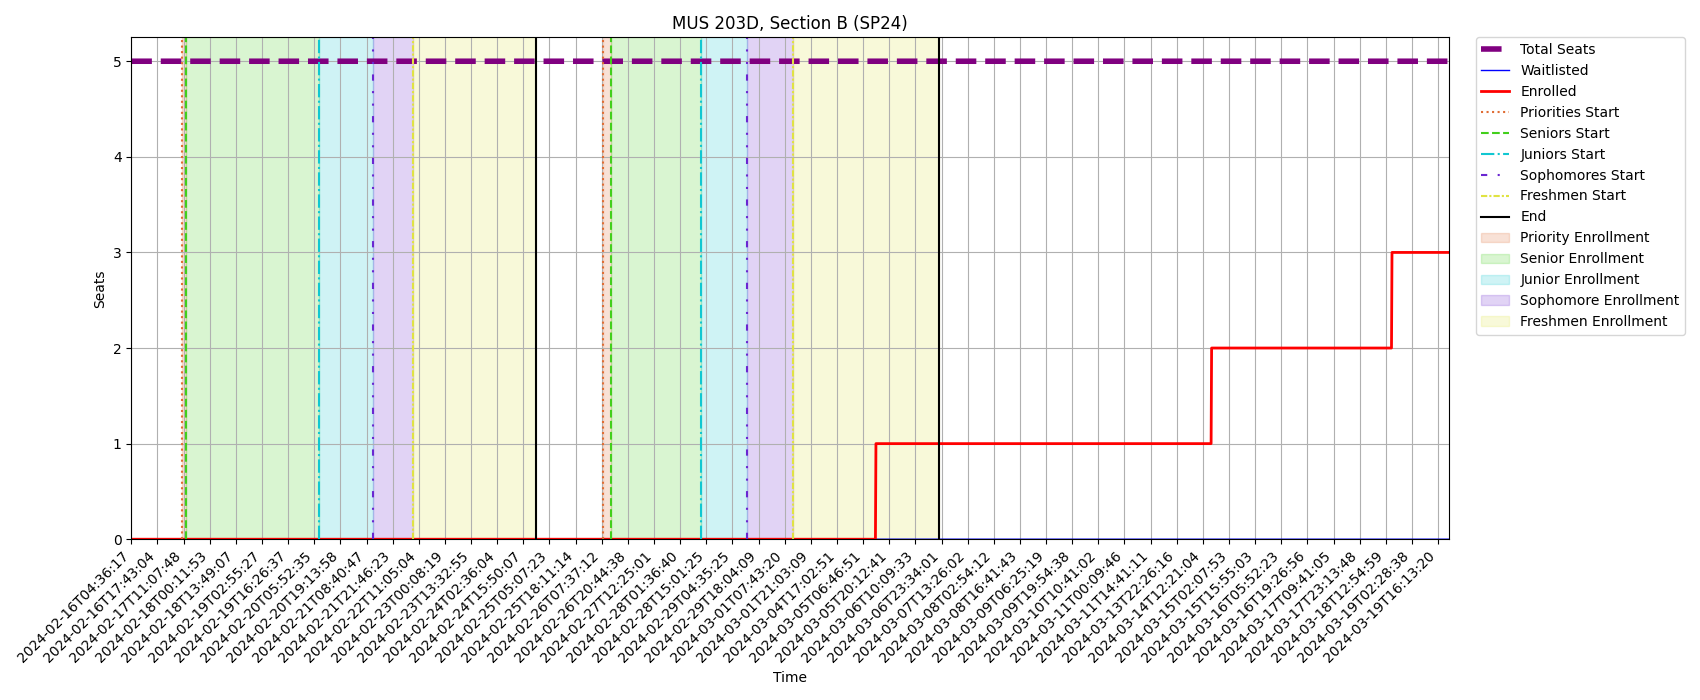 MUS 203D, Section B (SP24)
Seats
5
4
3
2
1
0
2024-02-16T04:36:17
2024-02-16T17:43:04
2024-02-17T11:07:48
2024-02-18T00:11:53
2024-02-18T13:49:07
2024-02-19T02:55:27
2024-02-19T16:26:37
2024-02-20T05:52:35
2024-02-20T19:13:58
2024-02-21T08:40:47
2024-02-21T21:46:23
2024-02-22T11:05:04
2024-02-23T00:08:19
2024-02-23T13:32:55
2024-02-24T02:36:04
2024-02-24T15:50:07
2024-02-25T05:07:23
2024-02-25T18:11:14
2024-02-26T07:37:12
2024-02-26T20:44:38
2024-02-27T12:25:01
2024-02-28T01:36:40
2024-02-28T15:01:25
2024-02-29T04:35:25
2024-02-29T18:04:09
2024-03-01T07:43:20
2024-03-01T21:03:09
2024-03-04T17:02:51
2024-03-05T06:46:51
2024-03-05T20:12:41
2024-03-06T10:09:33
2024-03-06T23:34:01
2024-03-07T13:26:02
2024-03-08T02:54:12
2024-03-08T16:41:43
2024-03-09T06:25:19
2024-03-09T19:54:38
2024-03-10T10:41:02
2024-03-11T00:09:46
2024-03-11T14:41:11
2024-03-13T22:26:16
2024-03-14T12:21:04
2024-03-15T02:07:53
2024-03-15T15:55:03
2024-03-16T05:52:23
2024-03-16T19:26:56
2024-03-17T09:41:05
2024-03-17T23:13:48
2024-03-18T12:54:59
2024-03-19T02:28:38
2024-03-19T16:13:20
Time
Total Seats
Waitlisted
Enrolled
Priorities Start
Seniors Start
Juniors Start
Sophomores Start
Freshmen Start
End
Priority Enrollment
Senior Enrollment
Junior Enrollment
Sophomore Enrollment
Freshmen Enrollment